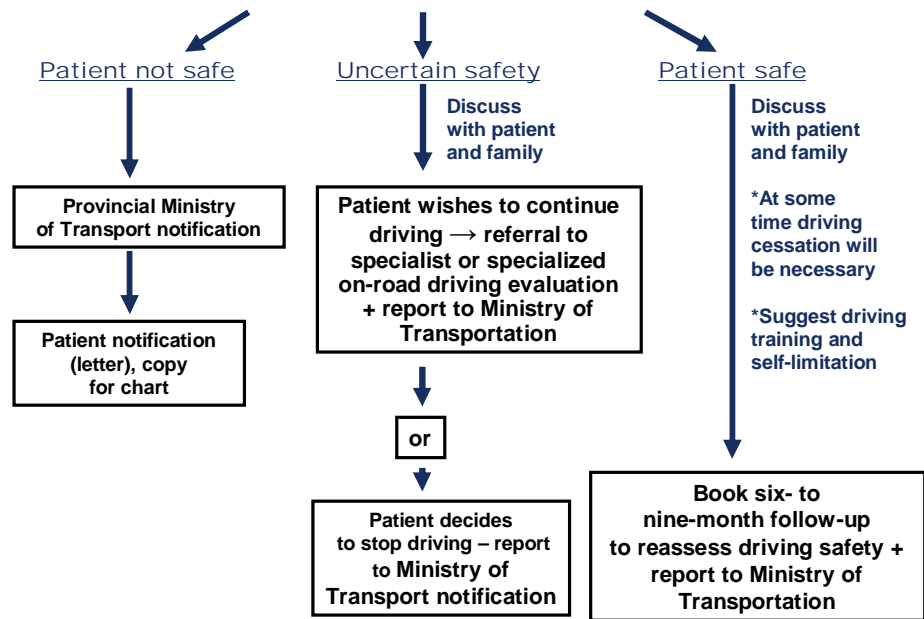 Patient not safe
Provincial Ministry
of Transport notification
Patient notification
(letter), copy
for chart
Uncertain safety
Discuss
with patient
and family
Patient wishes to continue
driving → referral to
specialist or specialized
on-road driving evaluation
+ report to Ministry of
Transportation
or
Patient decides
to stop driving – report
to Ministry of
Transport notification
Patient safe
Discuss
with patient
and family
*At some
time driving
cessation will
be necessary
*Suggest driving
training and
self-limitation
Book six- to
nine-month follow-up
to reassess driving safety +
report to Ministry of
Transportation